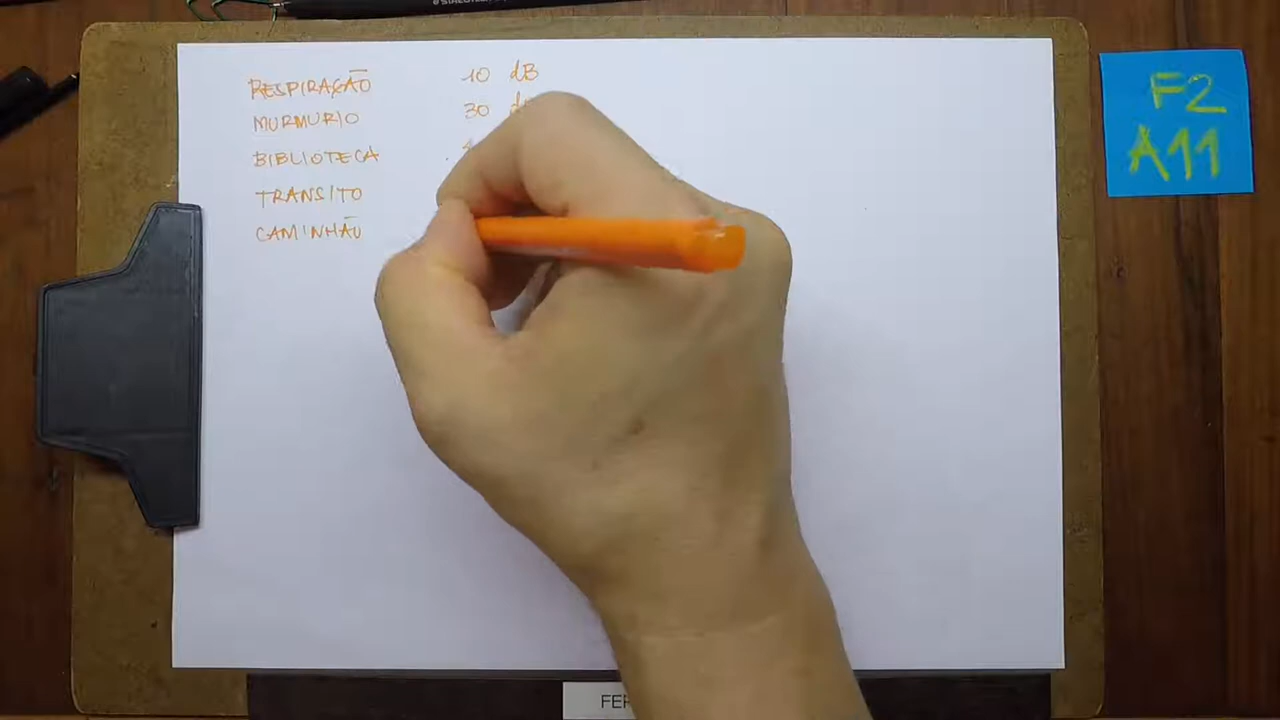 RESPIRAÇÃO 10 dB
MURMURIO 30
BIBLIOTECA
TRANSITO
CAMINHÃO
F2
A11